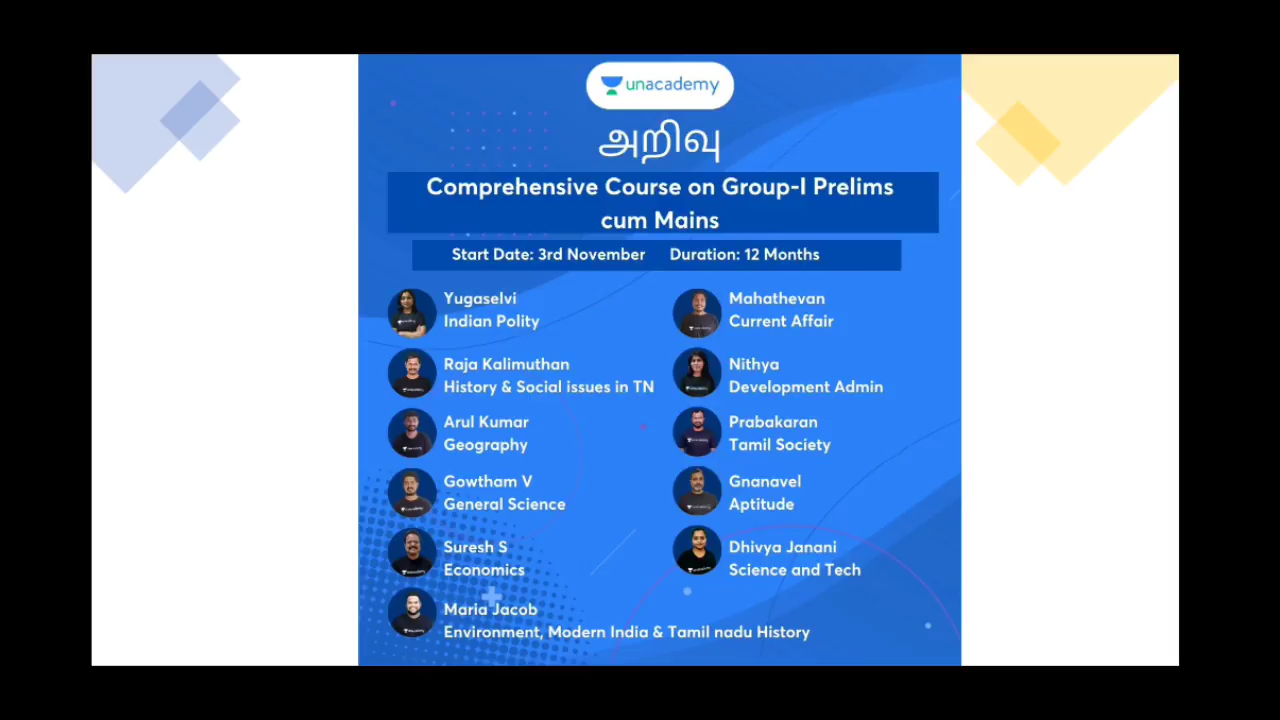 unacademy
அறிவு
Comprehensive Course on Group-I Prelims
cum Mains
Start Date: 3rd November Duration: 12 Months
Yugaselvi
Indian Polity
Raja Kalimuthan
History & Social issues in TN
Arul Kumar
Geography
Gowtham V
General Science
Suresh S
Economics
Maria Jacob
Environment, Modern India & Tamil nadu History
Mahathevan
Current Affair
Nithya
Development Admin
Prabakaran
Tamil Society
Gnanavel
Aptitude
Dhivya Janani
Science and Tech